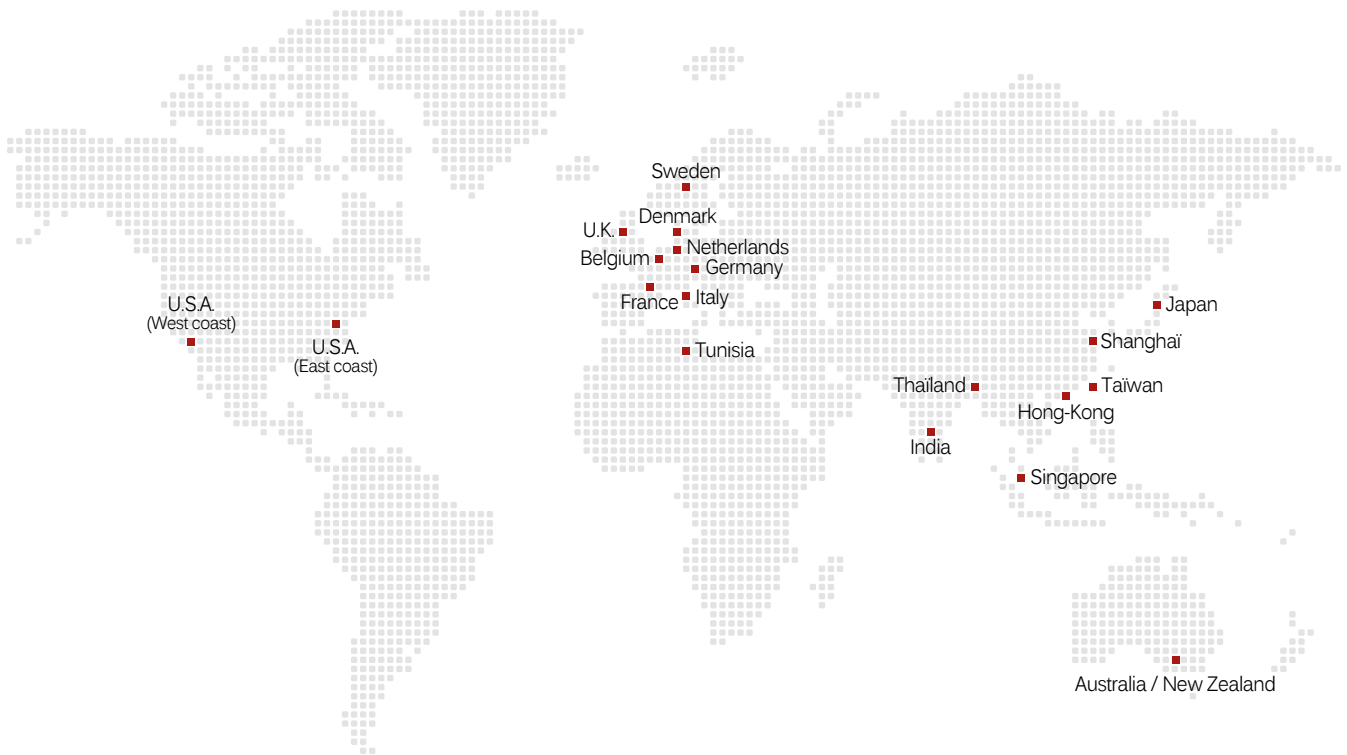 Sweden
Denmark
U.K.
Netherlands
Belgium
Germany
France
Italy
U.S.A.
(West coast)
Japan
U.S.A.
(East coast)
Shanghaï
Tunisia
Thaïland
Taïwan
Hong-Kong
India
Singapore
Australia / New Zealand